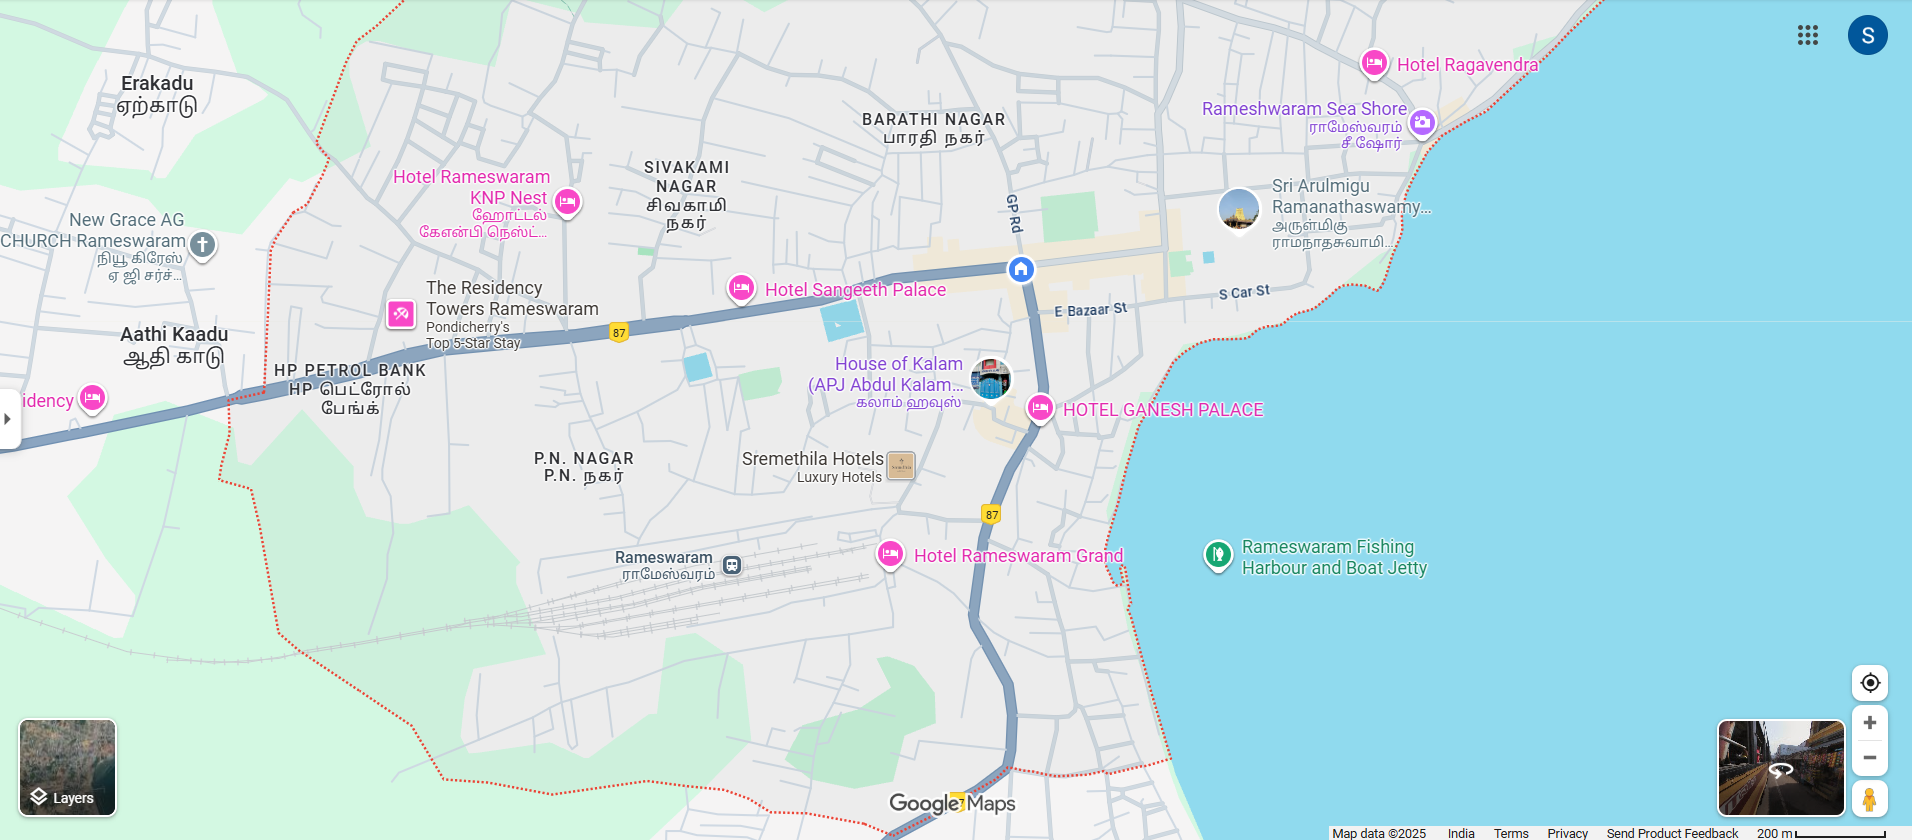 Erakadu
ஏற்காடு
Hotel Ragavendra
Rameshwaram Sea Shore
ராமேஸ்வரம்
சீ ஷோர்
BARATHI NAGAR
பாரதி நகர்
SIVAKAMI
NAGAR
சிவகாமி
நகர்
Hotel Rameswaram
KNP Nest
ஹோட்டல்
கேஎன்பி நெஸ்ட்...
GP Rd
Sri Arulmigu
Ramanathaswamy...
அருள்மிகு
ராமநாதசுவாமி...
New Grace AG
CHURCH Rameswaram
நியூ கிரேஸ்
ஏ ஜி சர்ச்...
The Residency
Towers Rameswaram
Pondicherry's
Top 5-Star Stay
Hotel Sangeeth Palace
S Car St
E Bazaar St
87
Aathi Kaadu
ஆதி காடு
HP PETROL BANK
HP பெட்ரோல்
பேங்க்
House of Kalam
(APJ Abdul Kalam...
கலாம் ஹவுஸ்
idency
HOTEL GANESH PALACE
P.N. NAGAR
P.N. நகர்
Sremethila Hotels
Luxury Hotels
87
Rameswaram
ராமேஸ்வரம்
Hotel Rameswaram Grand
Rameswaram Fishing
Harbour and Boat Jetty
Layers
Google Maps
S
Map data ©2025
India
Terms
Privacy
Send Product Feedback
200 m